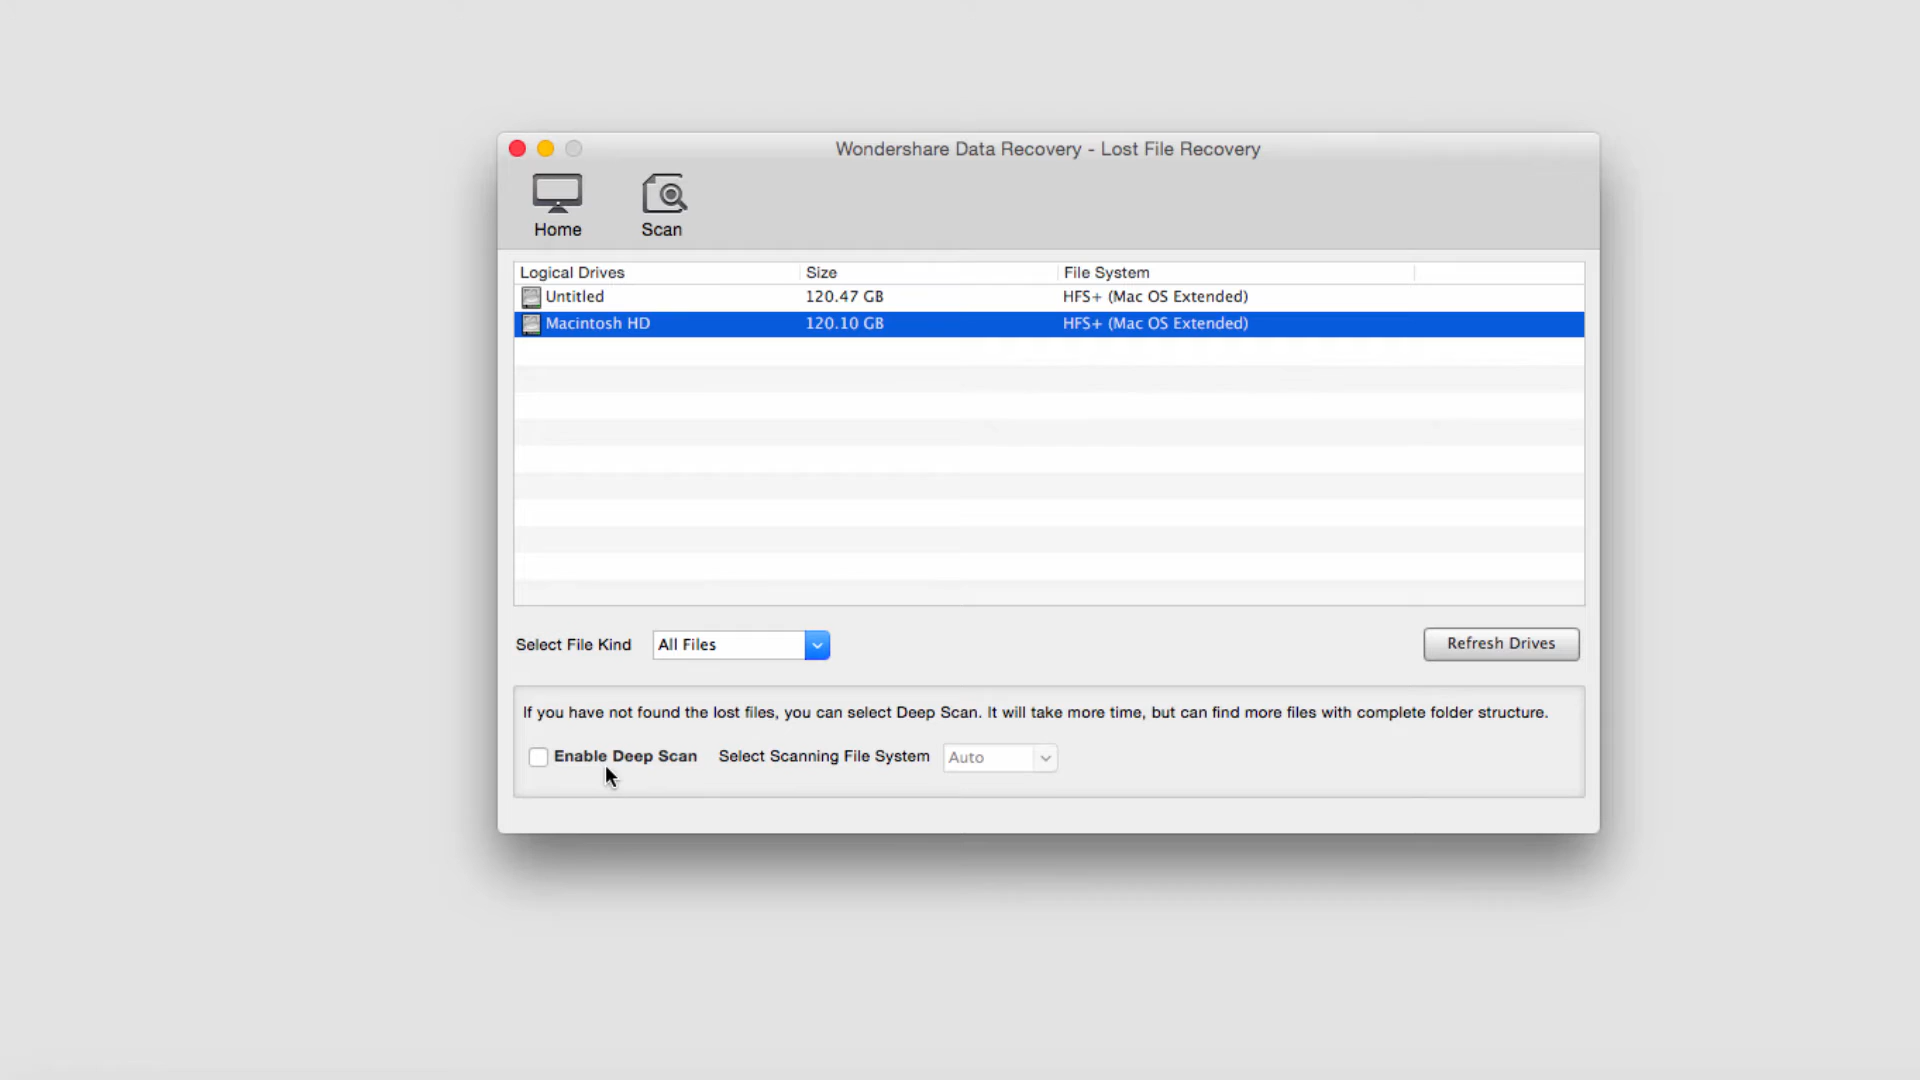 Wondershare Data Recovery - Lost File Recovery
Home Scan
Logical Drives Size File System
Untitled 120.47 GB HFS+ (Mac OS Extended)
Macintosh HD 120.10 GB HFS+ (Mac OS Extended)
Select File Kind All Files Refresh Drives
If you have not found the lost files, you can select Deep Scan. It will take more time, but can find more files with complete folder structure.
Enable Deep Scan Select Scanning File System Auto